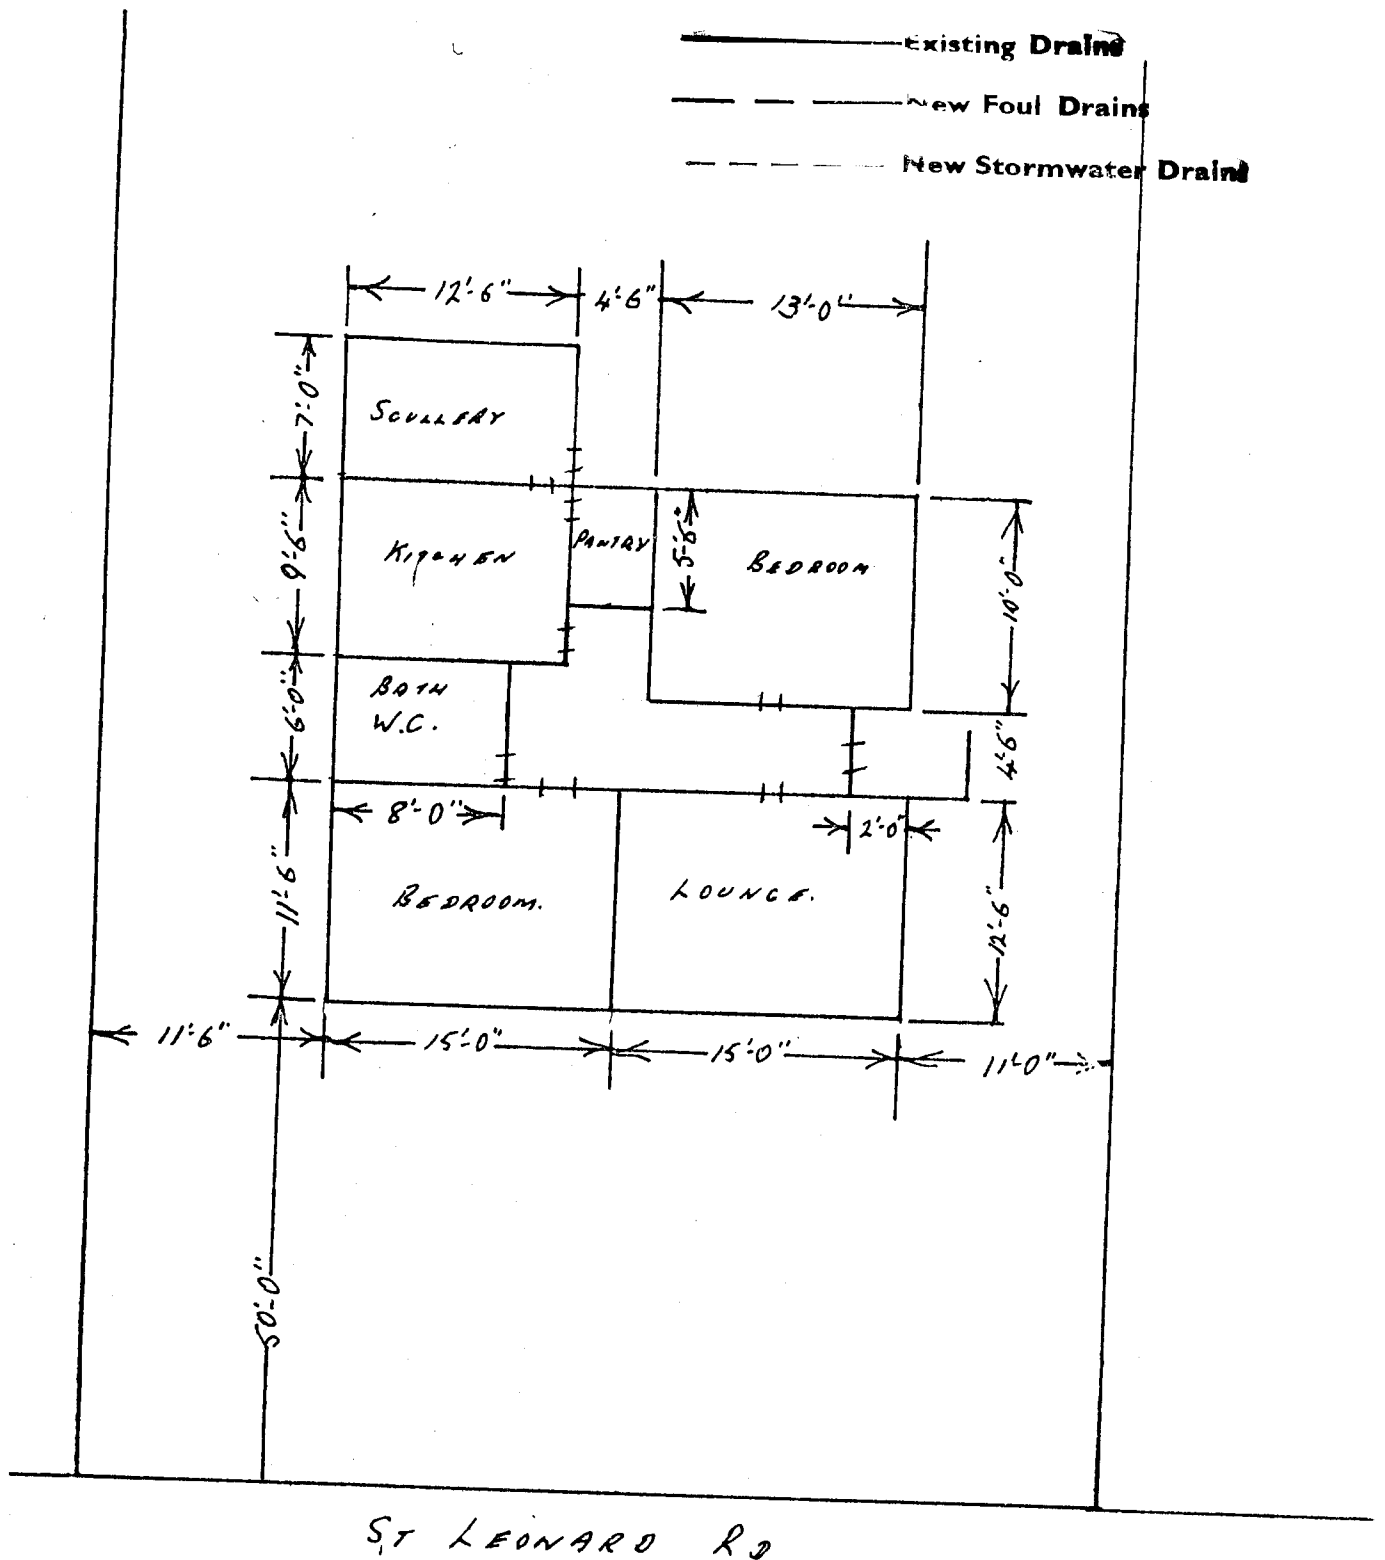 Existing Drains
New Foul Drains
New Stormwater Drains
12'-6" 4'-6" 13'-0"
7'-0"
SCULLERY
9'-6"
KITCHEN
PANTRY
5'-6"
BEDROOM
10'-0"
6'-0"
BATH
W.C.
4'-6"
8'-0"
2'-0"
11'-6"
BEDROOM.
LOUNGE.
12'-6"
11'-6" 15'-0" 15'-0" 11'-0"
50'-0"
ST LEONARD RD